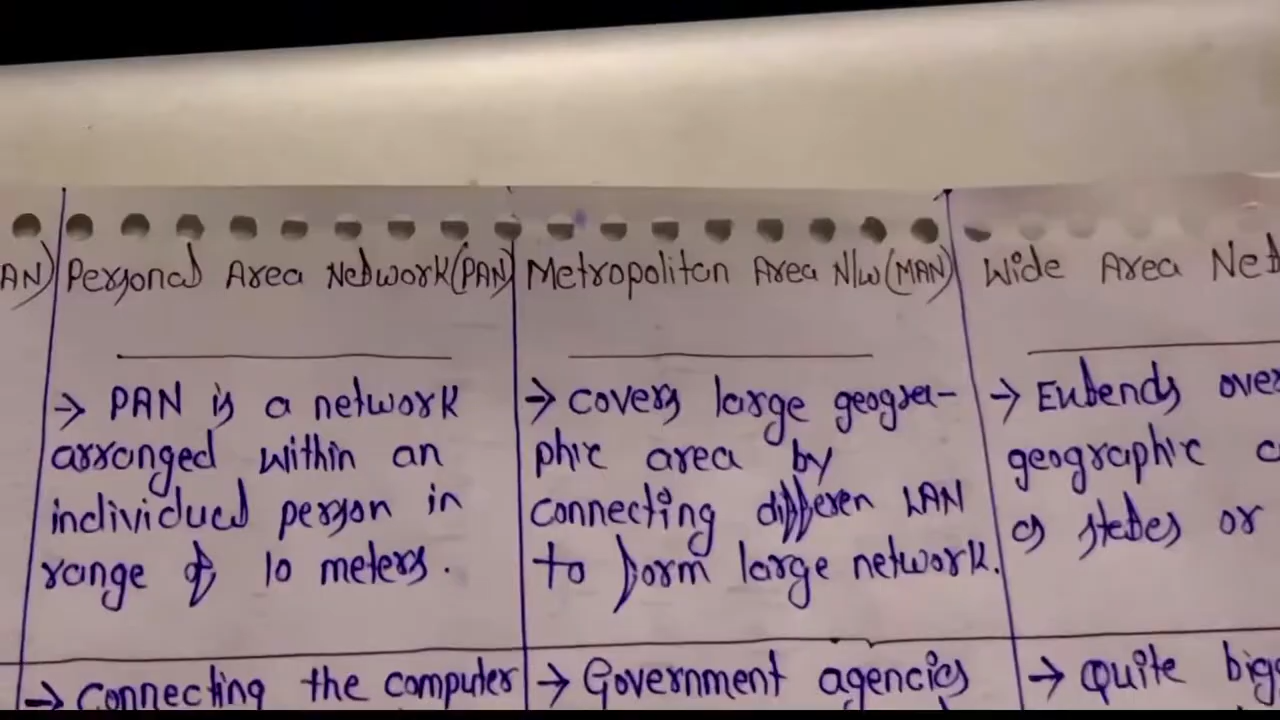 AN)
Personal Area Network(PAN)
Metropolitan Area N/w(MAN)
Wide Area Net
→ PAN is a network
arranged within an
individual person in
range of 10 meters.
→ covers large geogra-
phic area by
connecting differen LAN
to form large network.
→ Extends over
geographic
as states or
→ Connecting the computer
→ Government agencies
→ Quite bigg